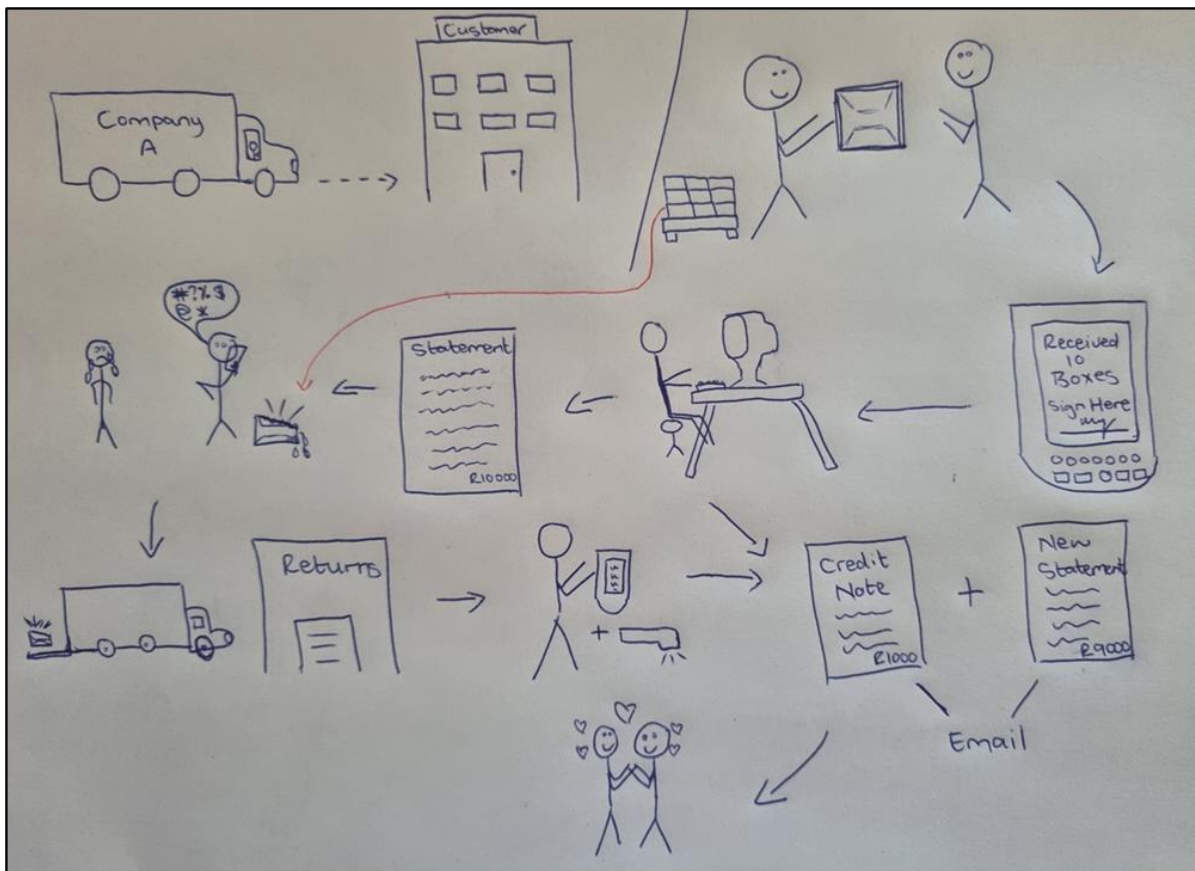 Customer
Company
A
Received
10
Boxes
Sign Here
#?%$
@*
Statement
R10000
Returns
$
$
$
$
+
Credit
Note
R1000
+
New
Statement
R9000
Email